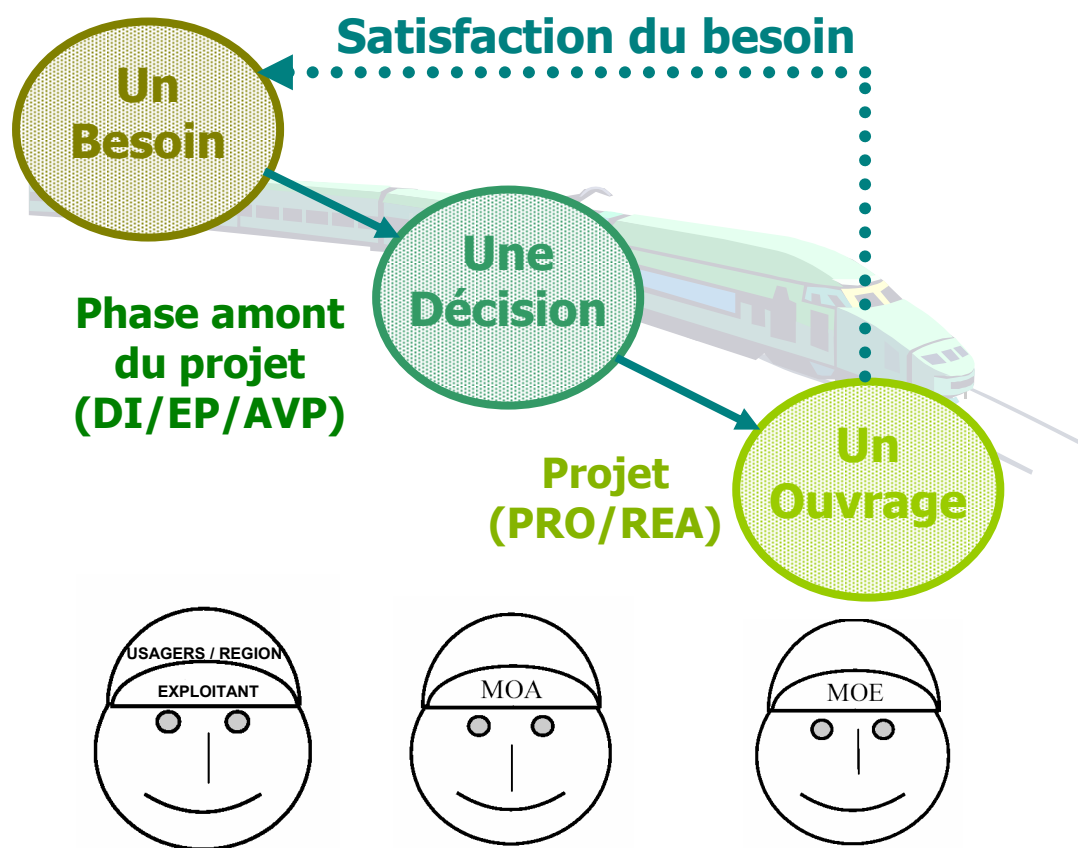 Satisfaction du besoin
Un
Besoin
Une
Décision
Phase amont
du projet
(DI/EP/AVP)
Un
Ouvrage
Projet
(PRO/REA)
USAGERS / REGION
EXPLOITANT
MOA
MOE